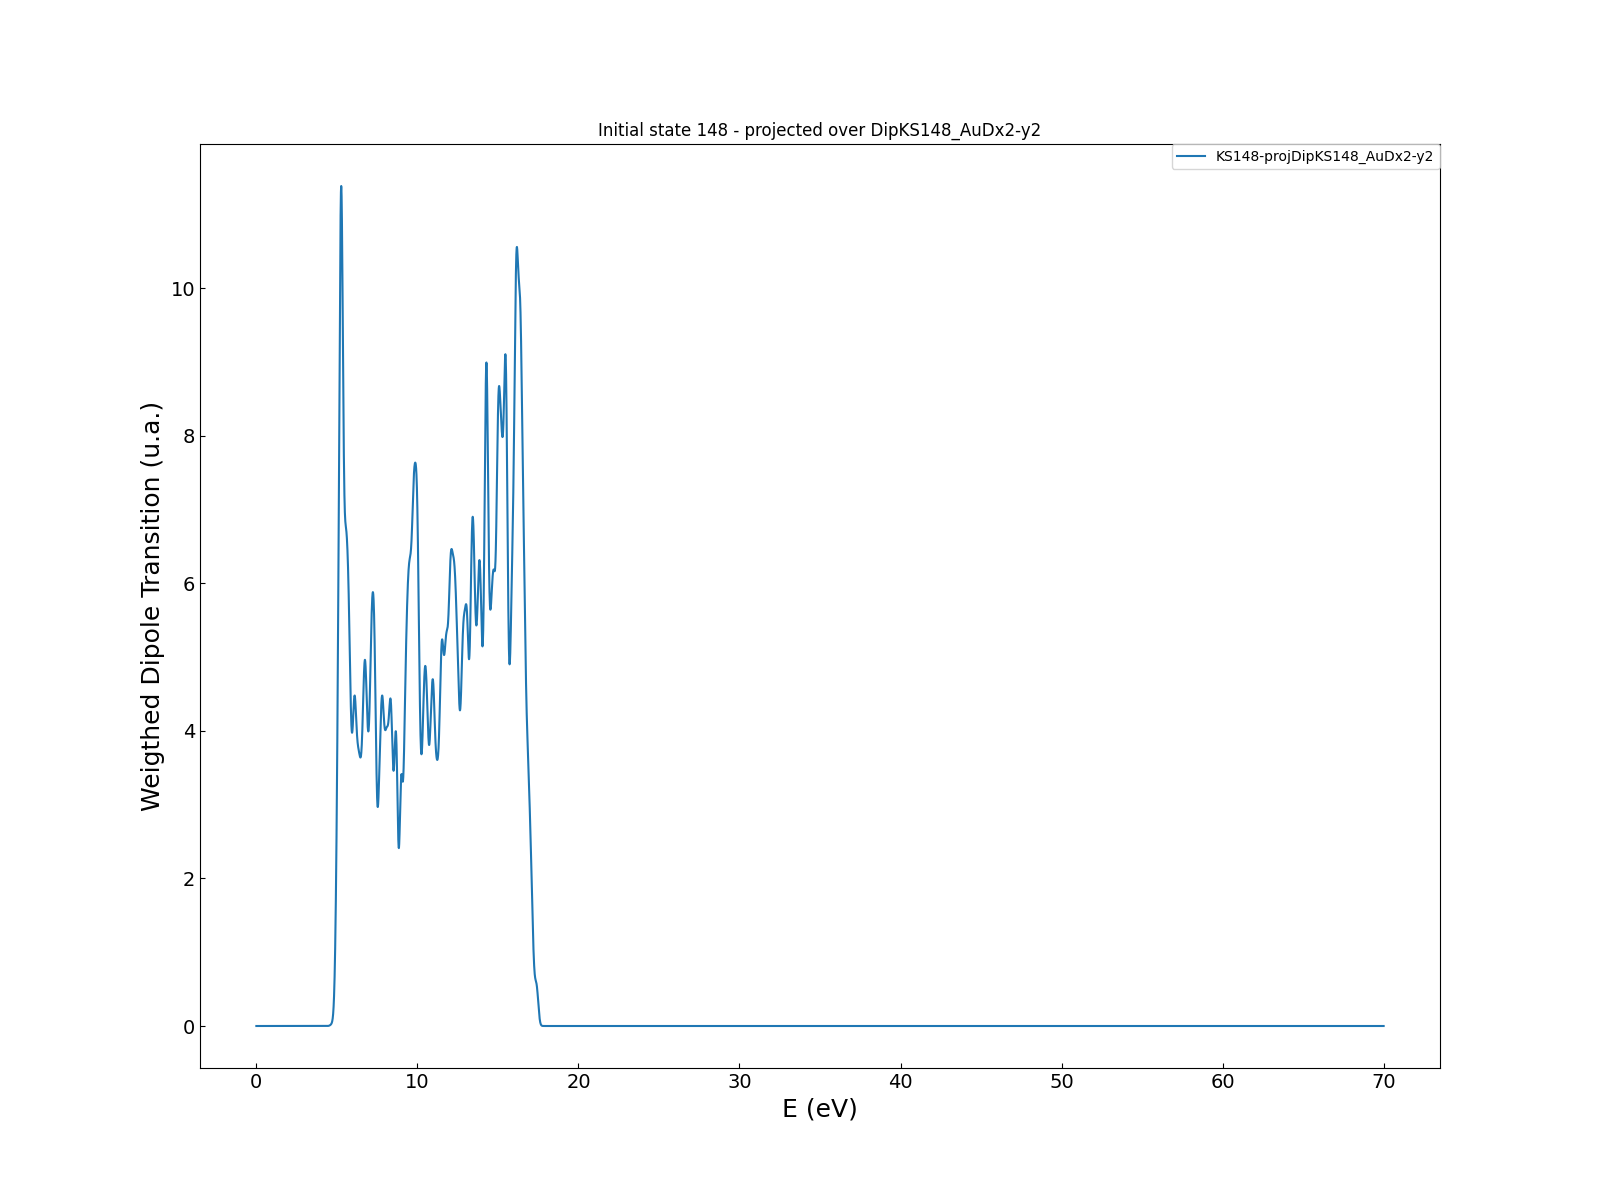 Initial state 148 - projected over DipKS148_AuDx2-y2
KS148-projDipKS148_AuDx2-y2
Weigthed Dipole Transition (u.a.)
10
8
6
4
2
0
0 10 20 30 40 50 60 70
E (eV)